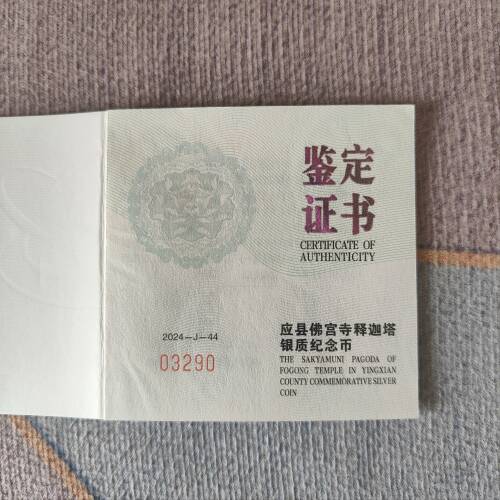 鉴定
证书
CERTIFICATE OF
AUTHENTICITY
2024-J-44
03290
应县佛宫寺释迦塔
银质纪念币
THE SAKYAMUNI PAGODA OF
FOGONG TEMPLE IN YINGXIAN
COUNTY COMMEMORATIVE SILVER
COIN